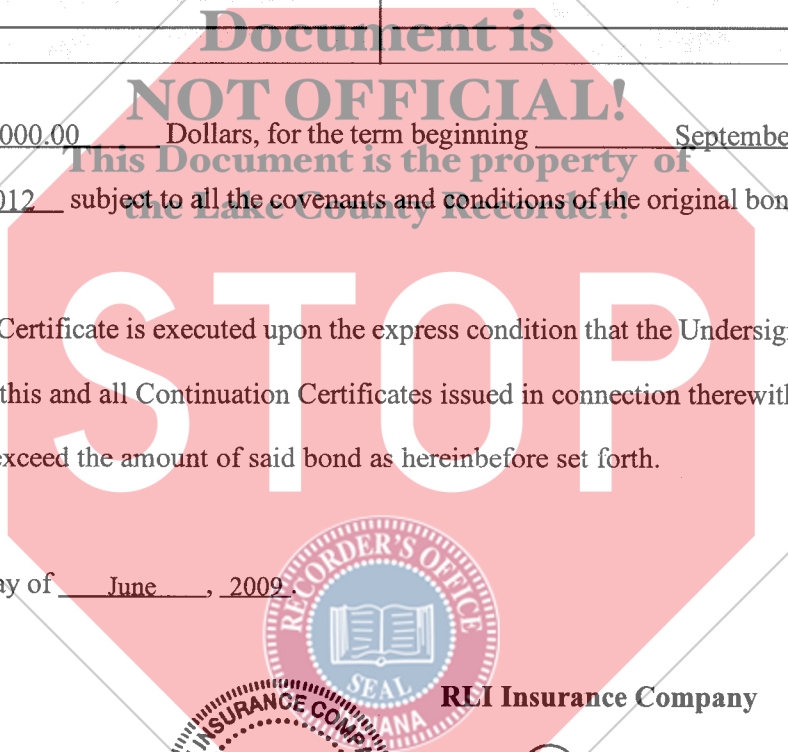 Document is
NOT OFFICIAL!
000.00 Dollars, for the term beginning Septembe
This Document is the property of
012 subject to all the covenants and conditions of the original bon
the Lake County Recorder!
STOP
Certificate is executed upon the express condition that the Undersig
this and all Continuation Certificates issued in connection therewith
exceed the amount of said bond as hereinbefore set forth.
RECORDER'S OFFICE
ay of June , 2009 .
SEAL
RLI Insurance Company
INSURANCE COMPA
IANA